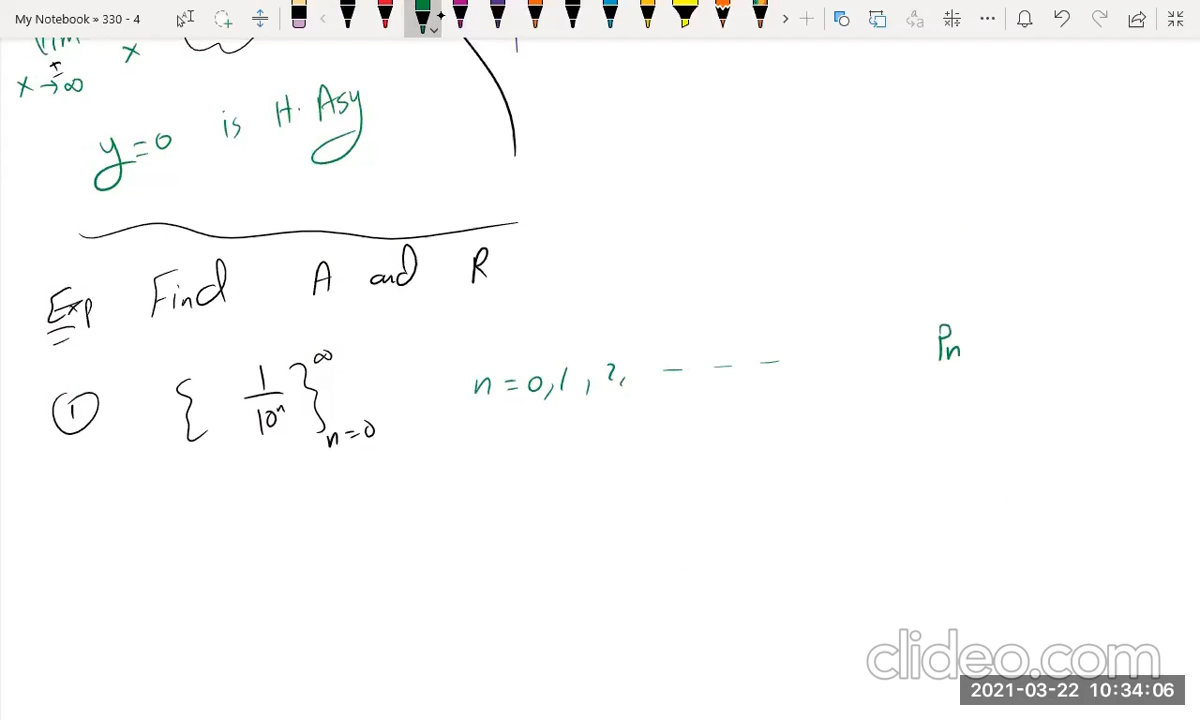 My Notebook » 330 - 4
lim x
x → ±∞
y = 0 is H. Asy
Exp Find A and R
① { 1/10ⁿ }∞n=0 n = 0, 1, 2, - - - Pn
clideo.com
2021-03-22 10:34:06